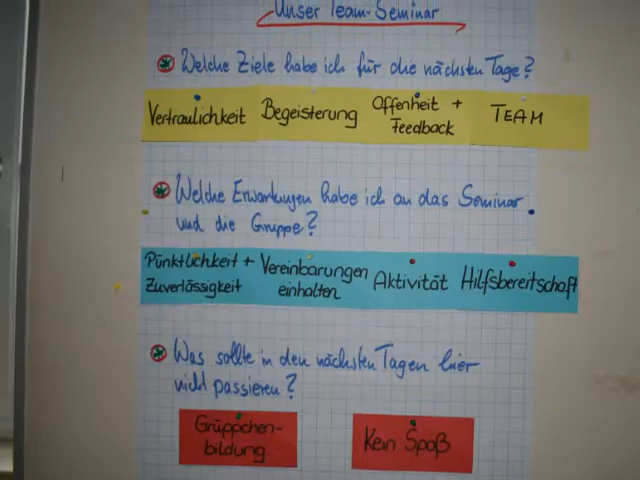 Unser Team-Seminar
Welche Ziele habe ich für die nächsten Tage?
Vertraulichkeit Begeisterung Offenheit + Feedback TEAM
Welche Erwartungen habe ich an das Seminar
und die Gruppe?
Pünktlichkeit + Zuverlässigkeit Vereinbarungen einhalten Aktivität Hilfsbereitschaft
Was sollte in den nächsten Tagen hier
nicht passieren?
Grüppchen-
bildung Kein Spaß